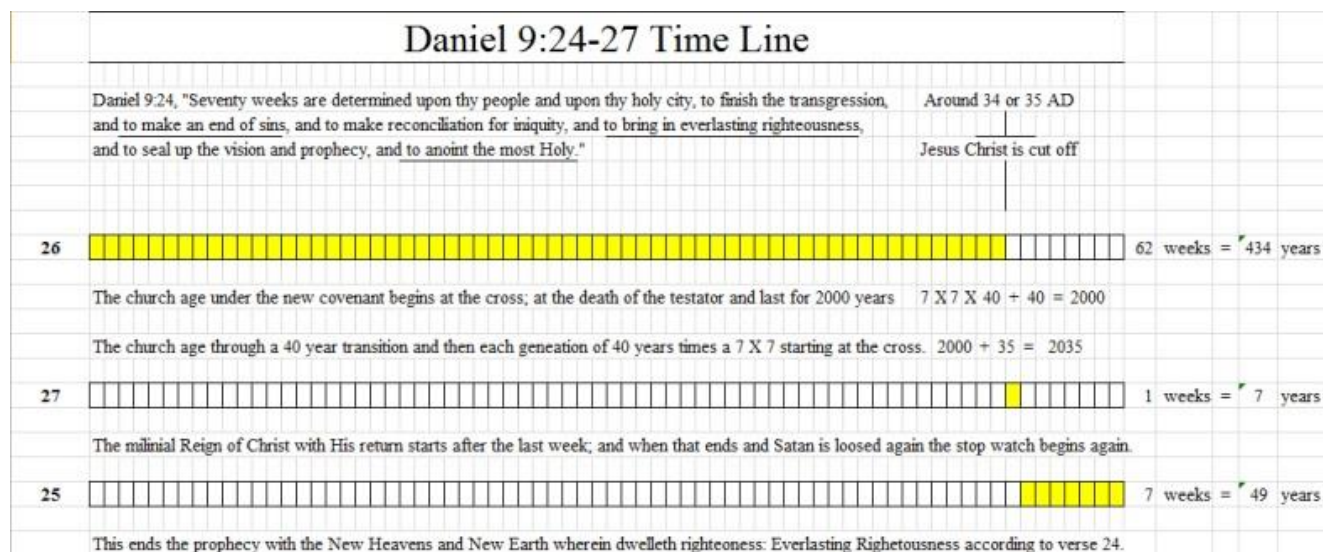 Daniel 9:24-27 Time Line
Daniel 9:24, "Seventy weeks are determined upon thy people and upon thy holy city, to finish the transgression,
and to make an end of sins, and to make reconciliation for iniquity, and to bring in everlasting righteousness,
and to seal up the vision and prophecy, and to anoint the most Holy."
Around 34 or 35 AD
Jesus Christ is cut off
26 62 weeks = 434 years
The church age under the new covenant begins at the cross; at the death of the testator and last for 2000 years 7 X 7 X 40 + 40 = 2000
The church age through a 40 year transition and then each geneation of 40 years times a 7 X 7 starting at the cross. 2000 + 35 = 2035
27 1 weeks = 7 years
The milinial Reign of Christ with His return starts after the last week; and when that ends and Satan is loosed again the stop watch begins again.
25 7 weeks = 49 years
This ends the prophecy with the New Heavens and New Earth wherein dwelleth righteoness: Everlasting Righetousness according to verse 24.